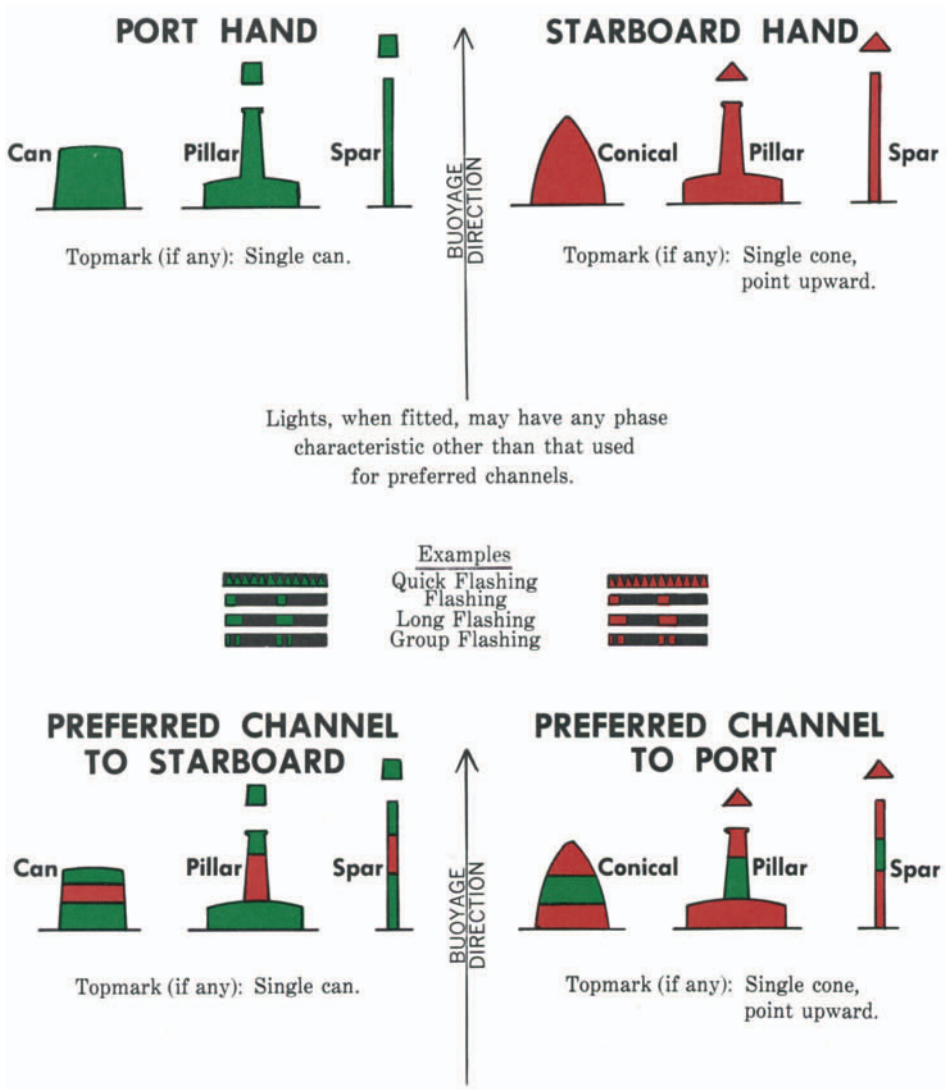 PORT HAND
STARBOARD HAND
Can
Pillar
Spar
Conical
Pillar
Spar
BUOYAGE
DIRECTION
Topmark (if any): Single can.
Topmark (if any): Single cone,
point upward.
Lights, when fitted, may have any phase
characteristic other than that used
for preferred channels.
Examples
Quick Flashing
Flashing
Long Flashing
Group Flashing
PREFERRED CHANNEL
TO STARBOARD
PREFERRED CHANNEL
TO PORT
Can
Pillar
Spar
Conical
Pillar
Spar
BUOYAGE
DIRECTION
Topmark (if any): Single can.
Topmark (if any): Single cone,
point upward.